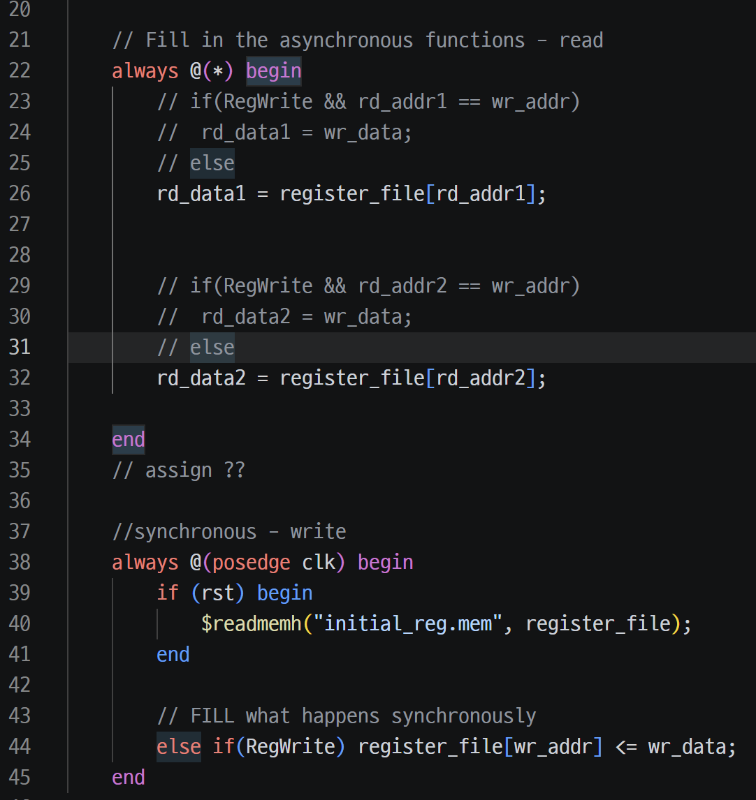 20
21 // Fill in the asynchronous functions - read
22 always @(*) begin
23 // if(RegWrite && rd_addr1 == wr_addr)
24 //  rd_data1 = wr_data;
25 // else
26 rd_data1 = register_file[rd_addr1];
27
28
29 // if(RegWrite && rd_addr2 == wr_addr)
30 //  rd_data2 = wr_data;
31 // else
32 rd_data2 = register_file[rd_addr2];
33
34 end
35 // assign ??
36
37 //synchronous - write
38 always @(posedge clk) begin
39 if (rst) begin
40 $readmemh("initial_reg.mem", register_file);
41 end
42
43 // FILL what happens synchronously
44 else if(RegWrite) register_file[wr_addr] <= wr_data;
45 end